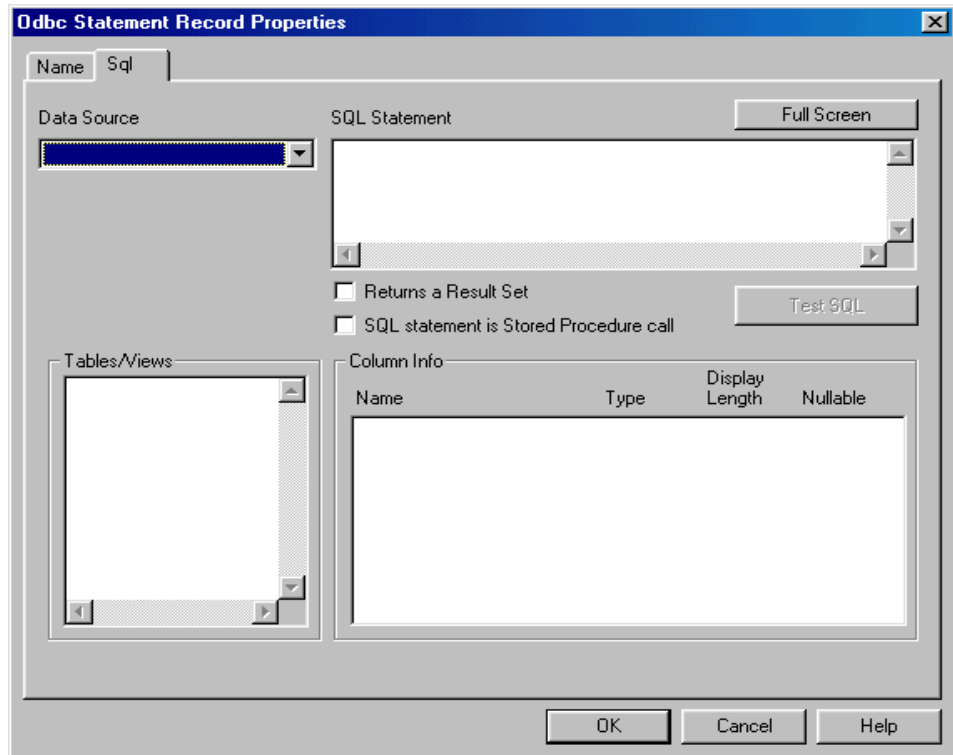 Odbc Statement Record Properties
Name Sql
Data Source
SQL Statement
Full Screen
Returns a Result Set
SQL statement is Stored Procedure call
Test SQL
Tables/Views
Column Info
Name Type Display Length Nullable
OK Cancel Help